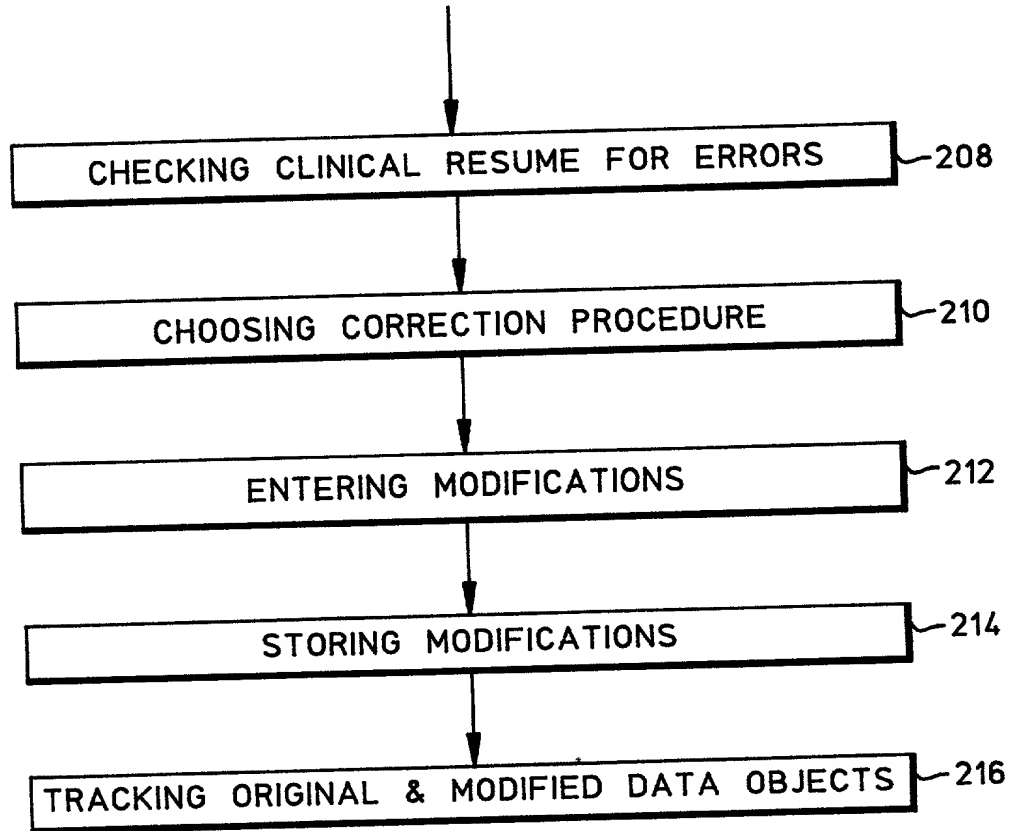 CHECKING CLINICAL RESUME FOR ERRORS 208
CHOOSING CORRECTION PROCEDURE 210
ENTERING MODIFICATIONS 212
STORING MODIFICATIONS 214
TRACKING ORIGINAL & MODIFIED DATA OBJECTS 216